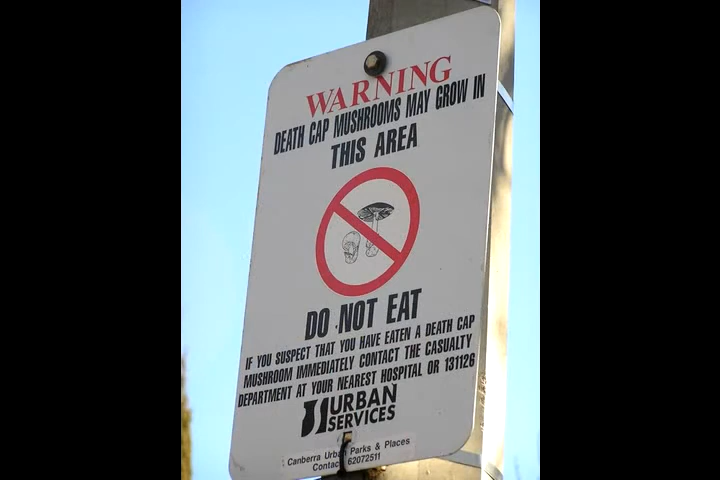 WARNING
DEATH CAP MUSHROOMS MAY GROW IN
THIS AREA
DO NOT EAT
IF YOU SUSPECT THAT YOU HAVE EATEN A DEATH CAP
MUSHROOM IMMEDIATELY CONTACT THE CASUALTY
DEPARTMENT AT YOUR NEAREST HOSPITAL OR 131126
URBAN
SERVICES
Canberra Urban Parks & Places
Contact 62072511